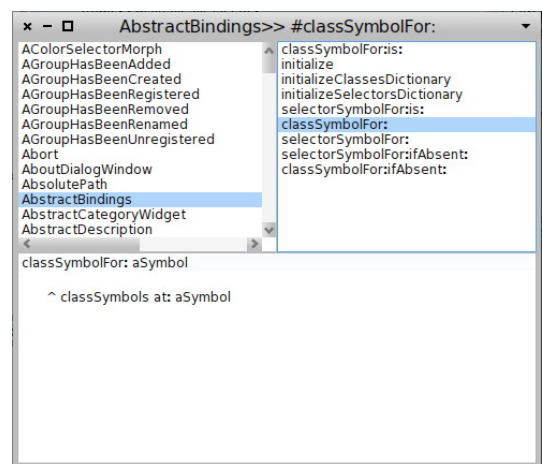 AbstractBindings>> #classSymbolFor:
AColorSelectorMorph
AGroupHasBeenAdded
AGroupHasBeenCreated
AGroupHasBeenRegistered
AGroupHasBeenRemoved
AGroupHasBeenRenamed
AGroupHasBeenUnregistered
Abort
AboutDialogWindow
AbsolutePath
AbstractBindings
AbstractCategoryWidget
AbstractDescription
classSymbolFor:is:
initialize
initializeClassesDictionary
initializeSelectorsDictionary
selectorSymbolFor:is:
classSymbolFor:
selectorSymbolFor:
selectorSymbolFor:ifAbsent:
classSymbolFor:ifAbsent:
classSymbolFor: aSymbol
^ classSymbols at: aSymbol